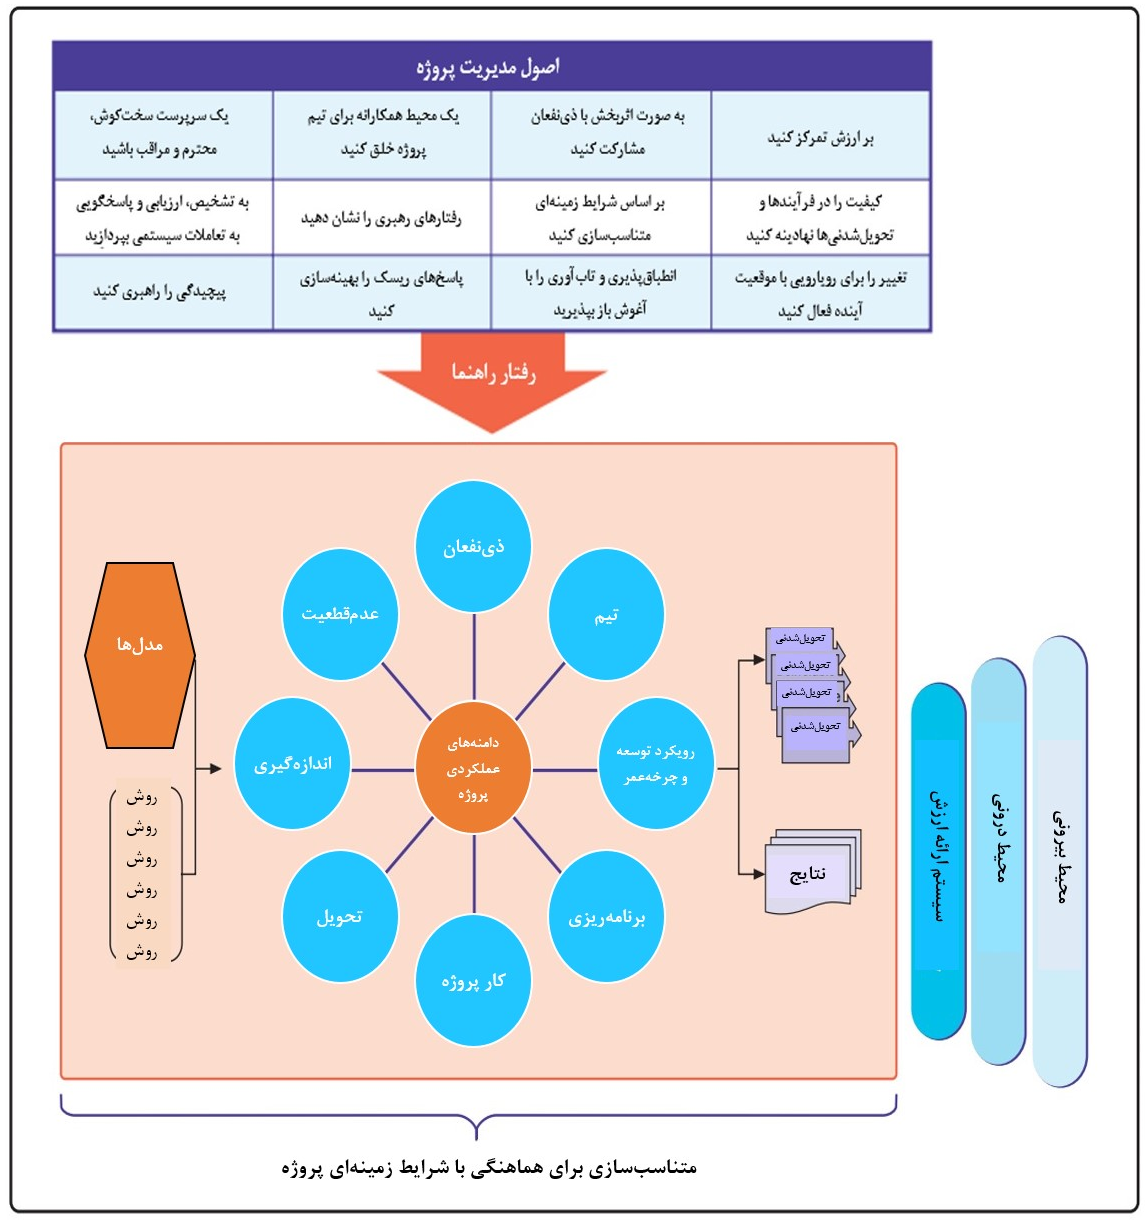 اصول مدیریت پروژه
بر ارزش تمرکز کنید
به صورت اثربخش با ذی‌نفعان
مشارکت کنید
یک محیط همکارانه برای تیم
پروژه خلق کنید
یک سرپرست سخت‌کوش،
محترم و مراقب باشید
کیفیت را در فرآیندها و
تحویل‌شدنی‌ها نهادینه کنید
بر اساس شرایط زمینه‌ای
متناسب‌سازی کنید
رفتارهای رهبری را نشان دهید
به تشخیص، ارزیابی و پاسخگویی
به تعاملات سیستمی بپردازید
تغییر را برای رویارویی با موقعیت
آینده فعال کنید
انطباق‌پذیری و تاب‌آوری را با
آغوش باز بپذیرید
پاسخ‌های ریسک را بهینه‌سازی
کنید
پیچیدگی را راهبری کنید
رفتار راهنما
ذی‌نفعان
تیم
رویکرد توسعه
و چرخه‌عمر
برنامه‌ریزی
کار پروژه
تحویل
اندازه‌گیری
عدم‌قطعیت
دامنه‌های
عملکردی
پروژه
مدل‌ها
روش
روش
روش
روش
روش
روش
تحویل‌شدنی
تحویل‌شدنی
تحویل‌شدنی
تحویل‌شدنی
نتایج
سیستم ارائه ارزش
محیط درونی
محیط بیرونی
متناسب‌سازی برای هماهنگی با شرایط زمینه‌ای پروژه